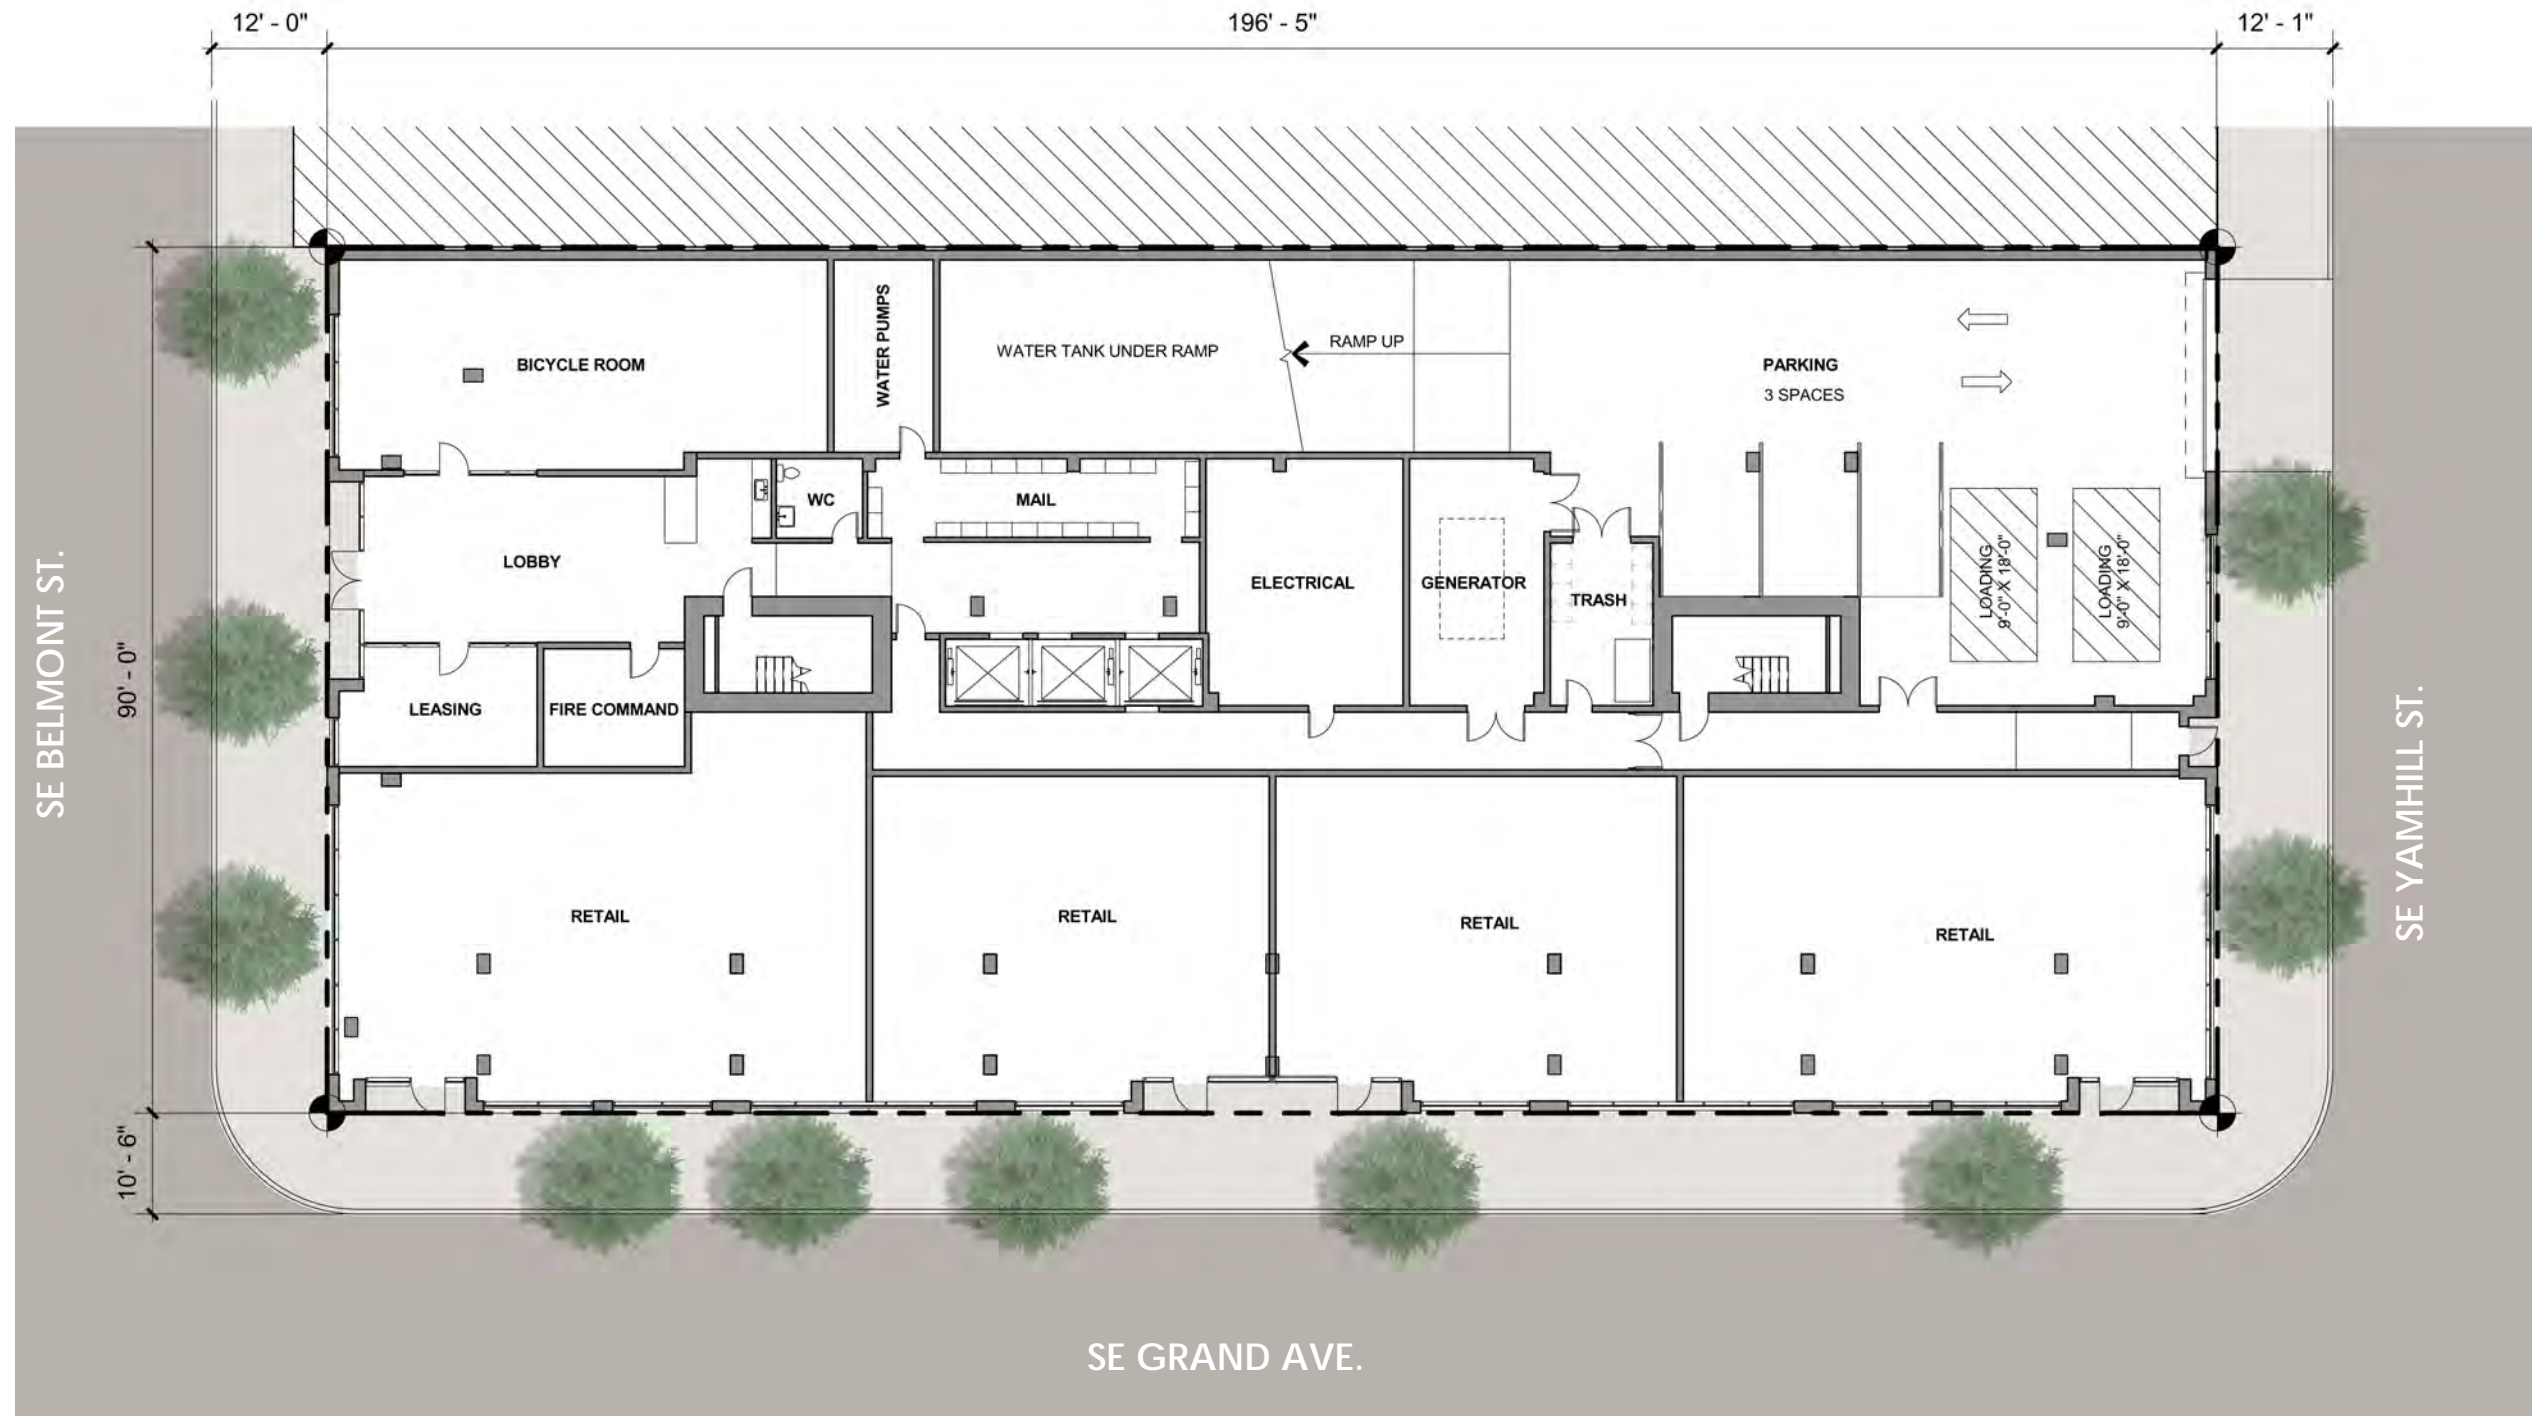 12' - 0"
196' - 5"
12' - 1"
WATER PUMPS
RAMP UP
WATER TANK UNDER RAMP
BICYCLE ROOM
PARKING
3 SPACES
WC
MAIL
LOBBY
ELECTRICAL
GENERATOR
TRASH
LOADING
9'-0" X 18'-0"
LOADING
9'-0" X 18'-0"
SE BELMONT ST.
90' - 0"
LEASING
FIRE COMMAND
SE YAMHILL ST.
RETAIL
RETAIL
RETAIL
RETAIL
10' - 6"
SE GRAND AVE.